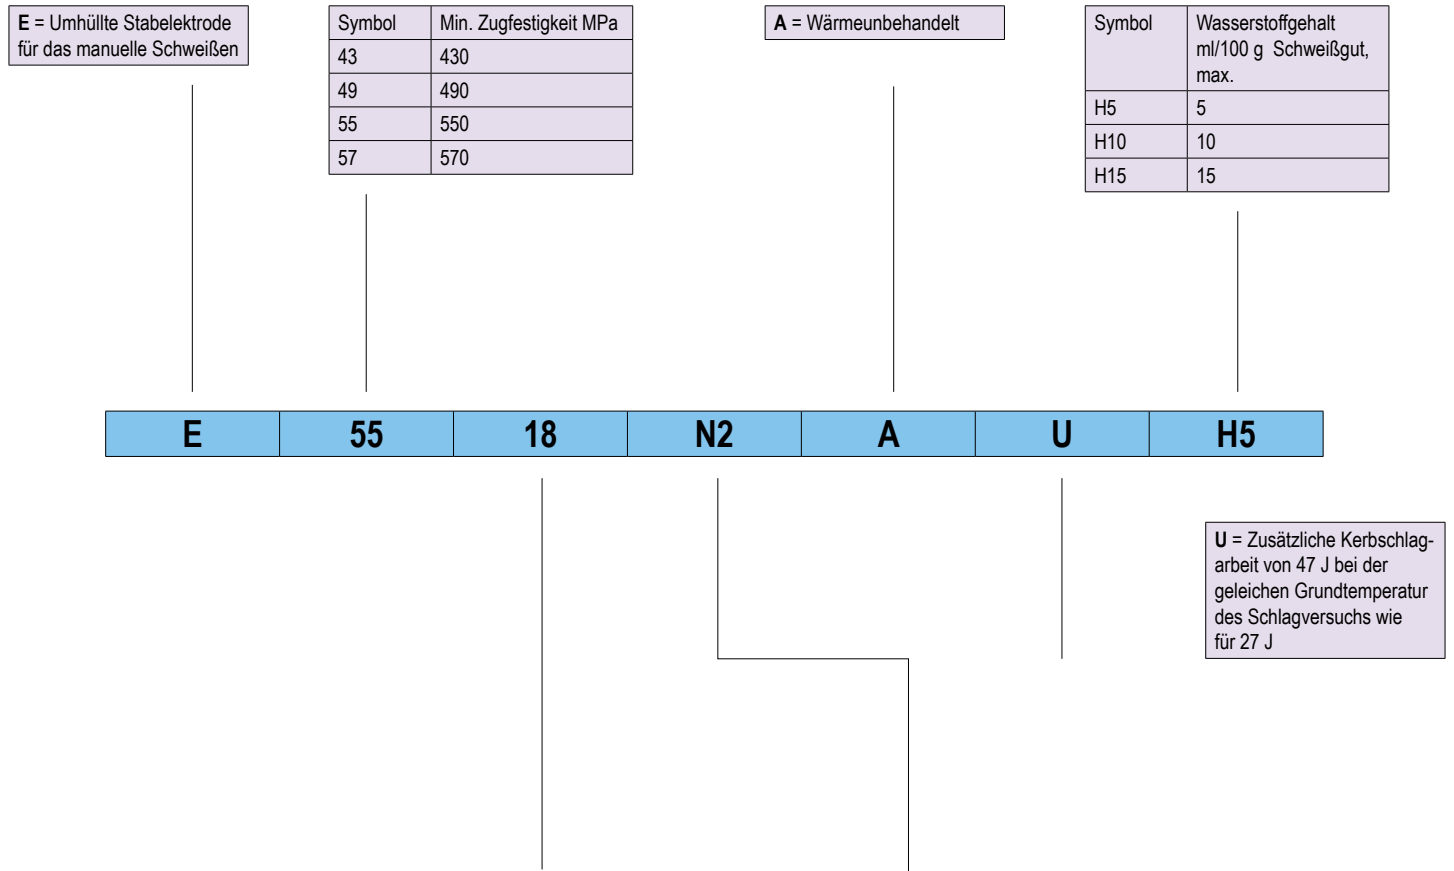 E = Umhüllte Stabelektrode
für das manuelle Schweißen
Symbol Min. Zugfestigkeit MPa
43 430
49 490
55 550
57 570
A = Wärmeunbehandelt
Symbol Wasserstoffgehalt
ml/100 g Schweißgut,
max.
H5 5
H10 10
H15 15
E 55 18 N2 A U H5
U = Zusätzliche Kerbschlag-
arbeit von 47 J bei der
geleichen Grundtemperatur
des Schlagversuchs wie
für 27 J